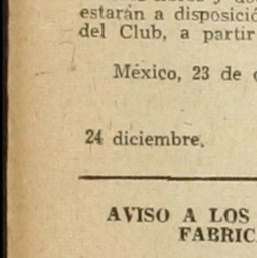 estarán a disposició
del Club, a partir
México, 23 de
24 diciembre.
AVISO A LOS
FABRIC